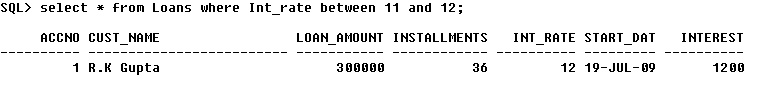 SQL> select * from Loans where Int_rate between 11 and 12;
ACCNO CUST_NAME LOAN_AMOUNT INSTALLMENTS INT_RATE START_DAT INTEREST
---------- -------------------- ----------- ------------ ---------- --------- ----------
1 R.K Gupta 300000 36 12 19-JUL-09 1200